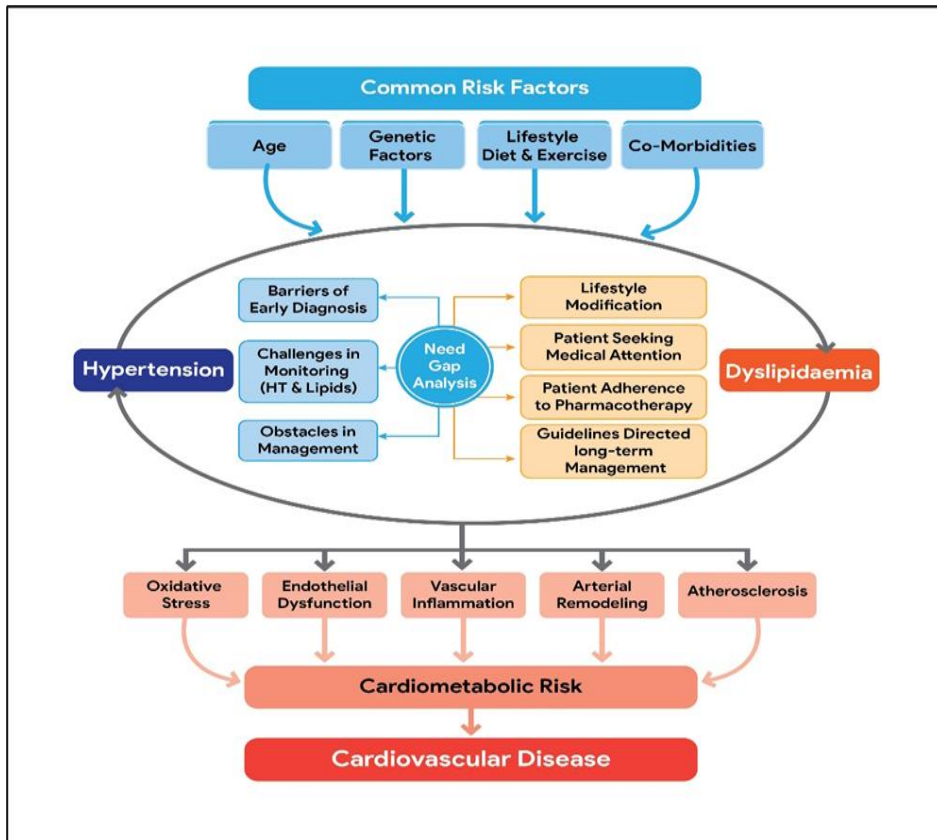 Common Risk Factors
Age
Genetic
Factors
Lifestyle
Diet & Exercise
Co-Morbidities
Hypertension
Barriers of
Early Diagnosis
Challenges in
Monitoring
(HT & Lipids)
Obstacles in
Management
Need
Gap
Analysis
Lifestyle
Modification
Patient Seeking
Medical Attention
Patient Adherence
to Pharmacotherapy
Guidelines Directed
long-term
Management
Dyslipidaemia
Oxidative
Stress
Endothelial
Dysfunction
Vascular
Inflammation
Arterial
Remodeling
Atherosclerosis
Cardiometabolic Risk
Cardiovascular Disease